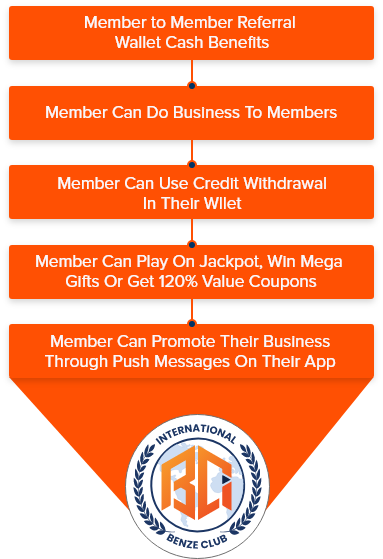 Member to Member Referral
Wallet Cash Benefits
Member Can Do Business To Members
Member Can Use Credit Withdrawal
In Their Wllet
Member Can Play On Jackpot, Win Mega
Gifts Or Get 120% Value Coupons
Member Can Promote Their Business
Through Push Messages On Their App
INTERNATIONAL
BCI
BENZE CLUB